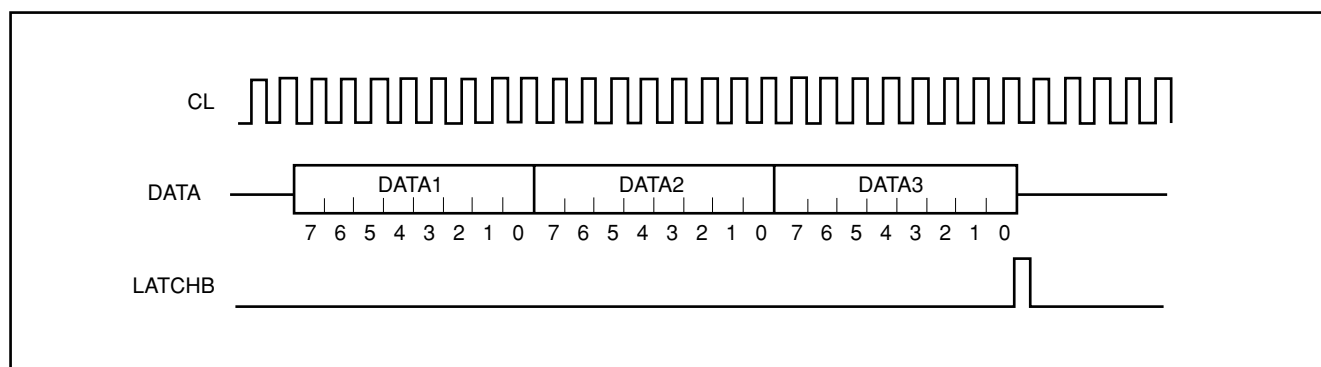 CL
DATA DATA1 DATA2 DATA3
7 6 5 4 3 2 1 0 7 6 5 4 3 2 1 0 7 6 5 4 3 2 1 0
LATCHB